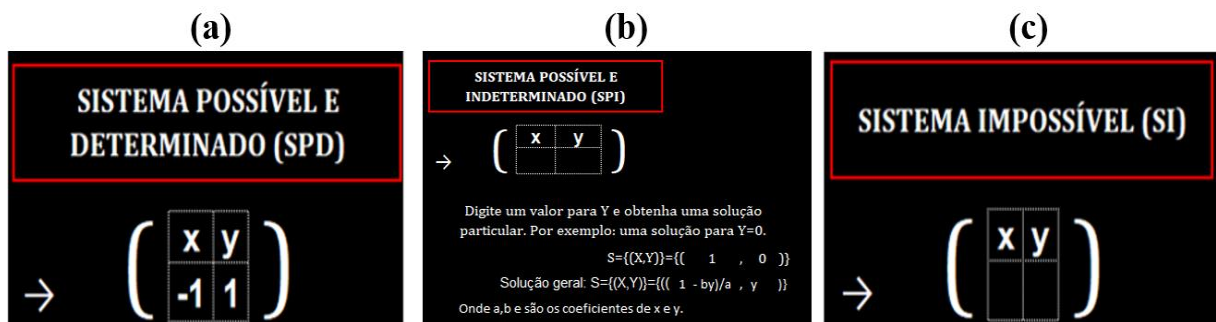 (a)
SISTEMA POSSÍVEL E
DETERMINADO (SPD)
x y
→ -1 1
(b)
SISTEMA POSSÍVEL E
INDETERMINADO (SPI)
x y
→
Digite um valor para Y e obtenha uma solução
particular. Por exemplo: uma solução para Y=0.
S={(X,Y)}={( 1 , 0 )}
Solução geral: S={(X,Y)}={(( 1 - by)/a , y )}
Onde a,b e são os coeficientes de x e y.
(c)
SISTEMA IMPOSSÍVEL (SI)
x y
→